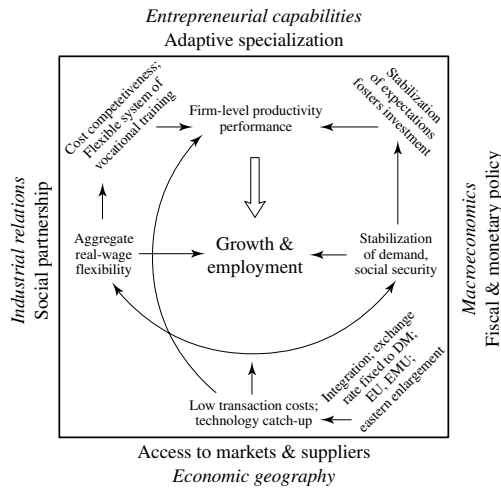 Entrepreneurial capabilities
Adaptive specialization
Cost competetiveness;
Flexible system of
vocational training
Firm-level productivity
performance
Stabilization
of expectations
fosters investment
Industrial relations
Social partnership
Aggregate
real-wage
flexibility
Growth &
employment
Stabilization
of demand,
social security
Macroeconomics
Fiscal & monetary policy
Low transaction costs;
technology catch-up
Integration; exchange
rate fixed to DM;
EU, EMU;
eastern enlargement
Access to markets & suppliers
Economic geography